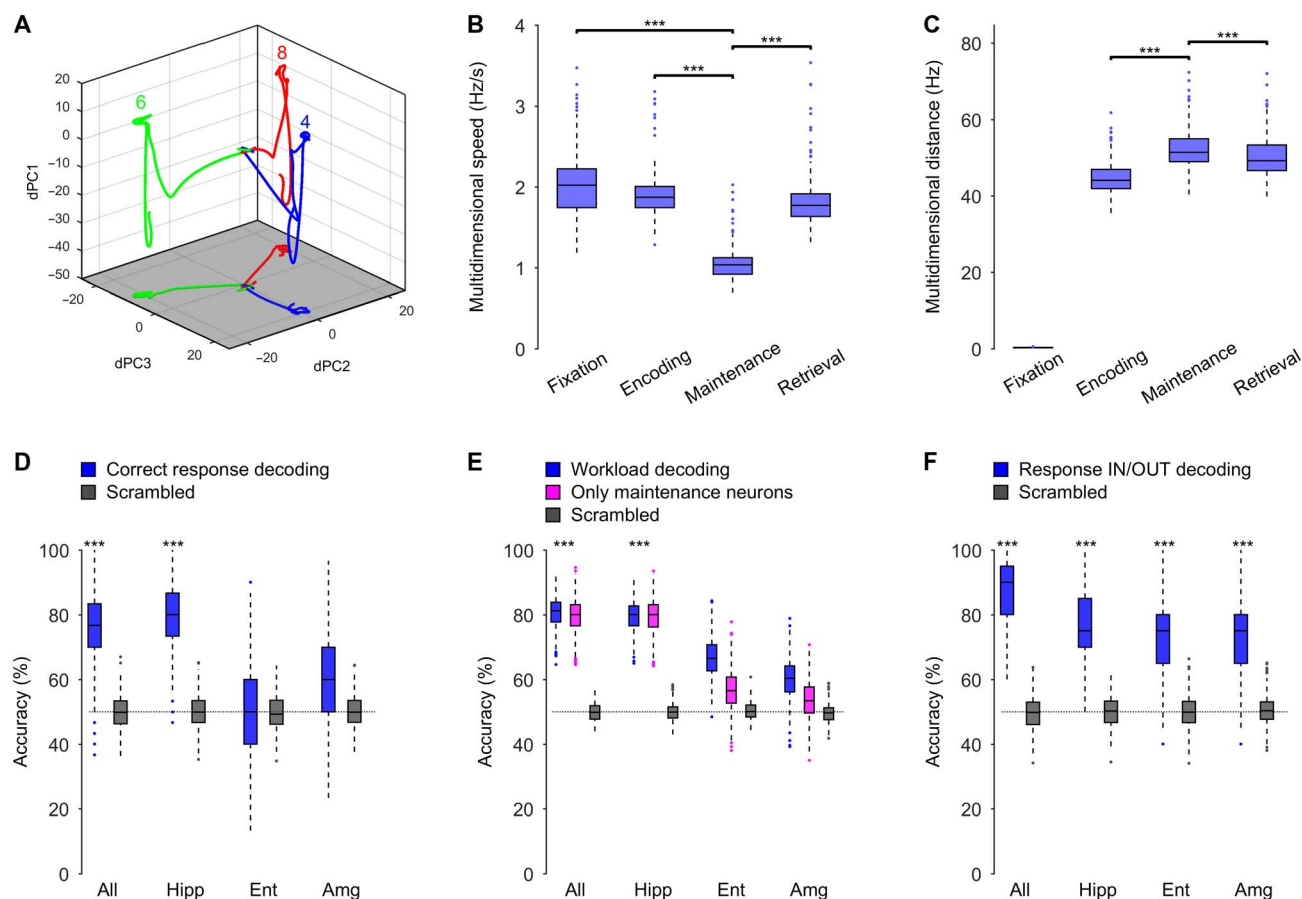 A
8
6
4
20
10
0
−10
−20
−30
−40
−50
dPC1
−20
0
20
dPC3
−20
0
20
dPC2
B
4
3
2
1
2
Multidimensional speed (Hz/s)
***
***
***
Fixation
Encoding
Maintenance
Retrieval
C
80
60
40
20
0
Multidimensional distance (Hz)
***
***
Fixation
Encoding
Maintenance
Retrieval
D
Correct response decoding
Scrambled
***
***
100
80
60
40
20
0
Accuracy (%)
All Hipp Ent Amg
E
Workload decoding
Only maintenance neurons
Scrambled
***
***
100
80
60
40
20
0
Accuracy (%)
All Hipp Ent Amg
F
Response IN/OUT decoding
Scrambled
***
***
***
***
100
80
60
40
20
0
Accuracy (%)
All Hipp Ent Amg